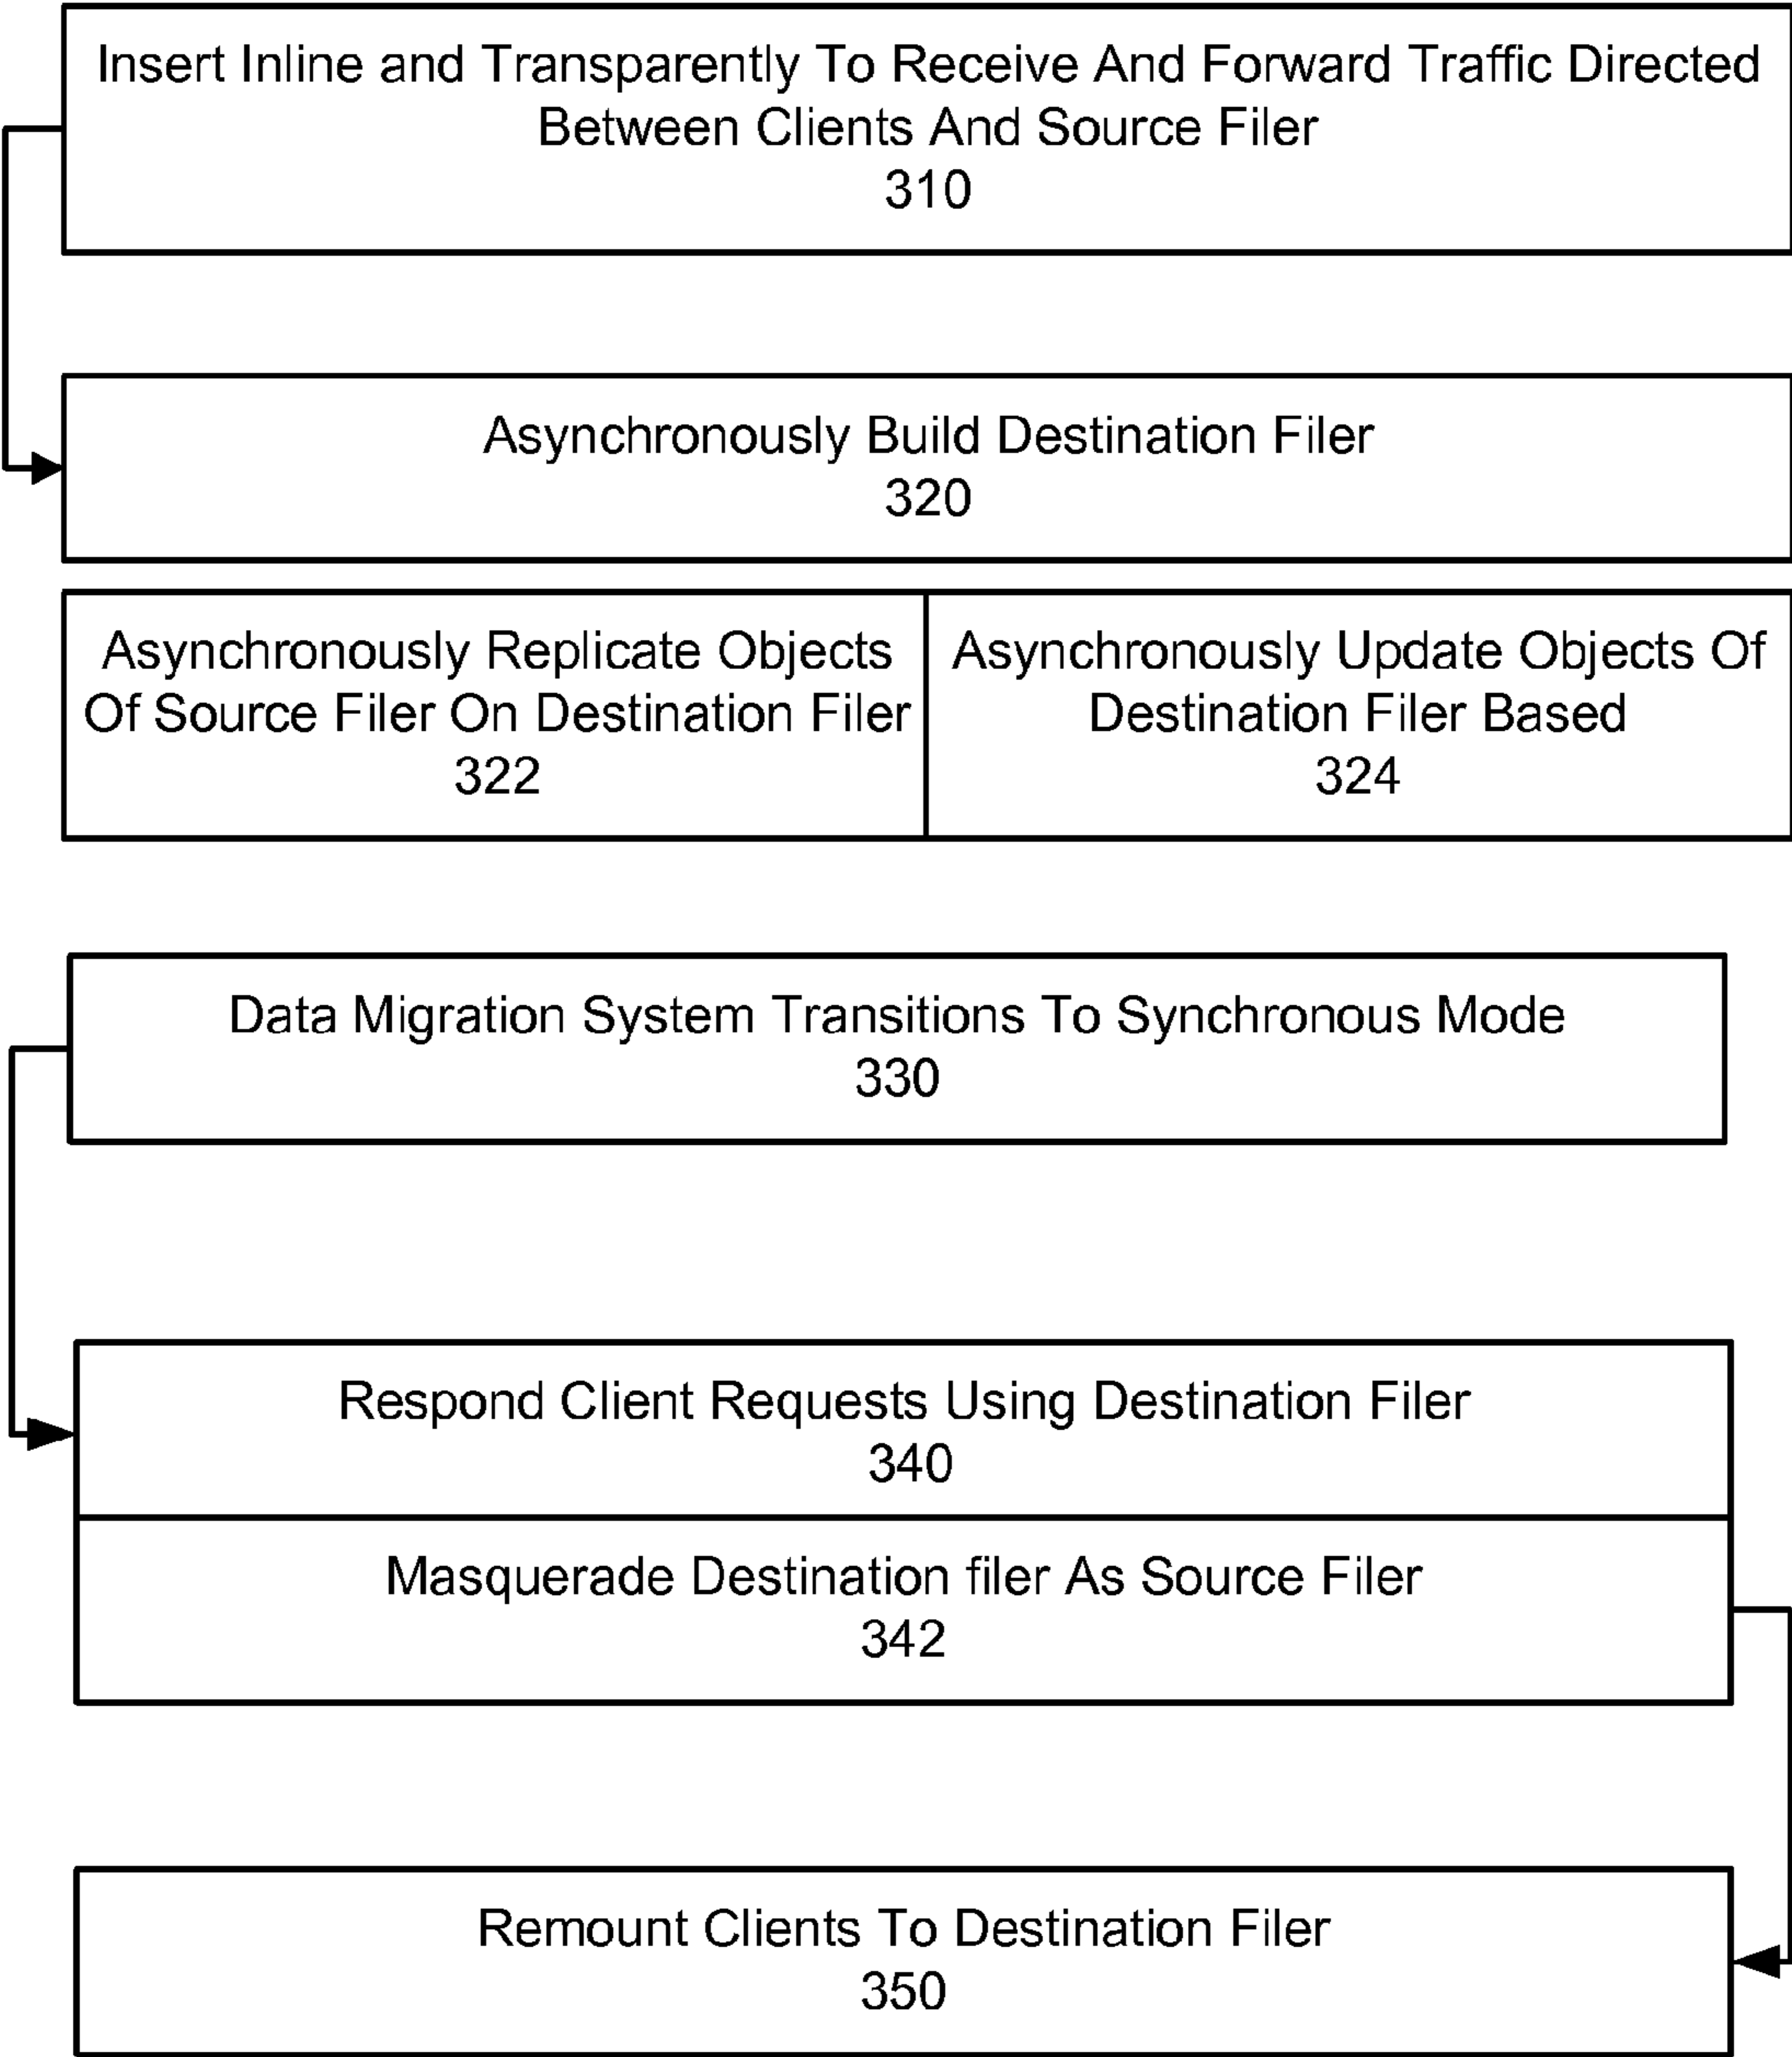 Insert Inline and Transparently To Receive And Forward Traffic Directed
Between Clients And Source Filer
310
Asynchronously Build Destination Filer
320
Asynchronously Replicate Objects
Of Source Filer On Destination Filer
322
Asynchronously Update Objects Of
Destination Filer Based
324
Data Migration System Transitions To Synchronous Mode
330
Respond Client Requests Using Destination Filer
340
Masquerade Destination filer As Source Filer
342
Remount Clients To Destination Filer
350